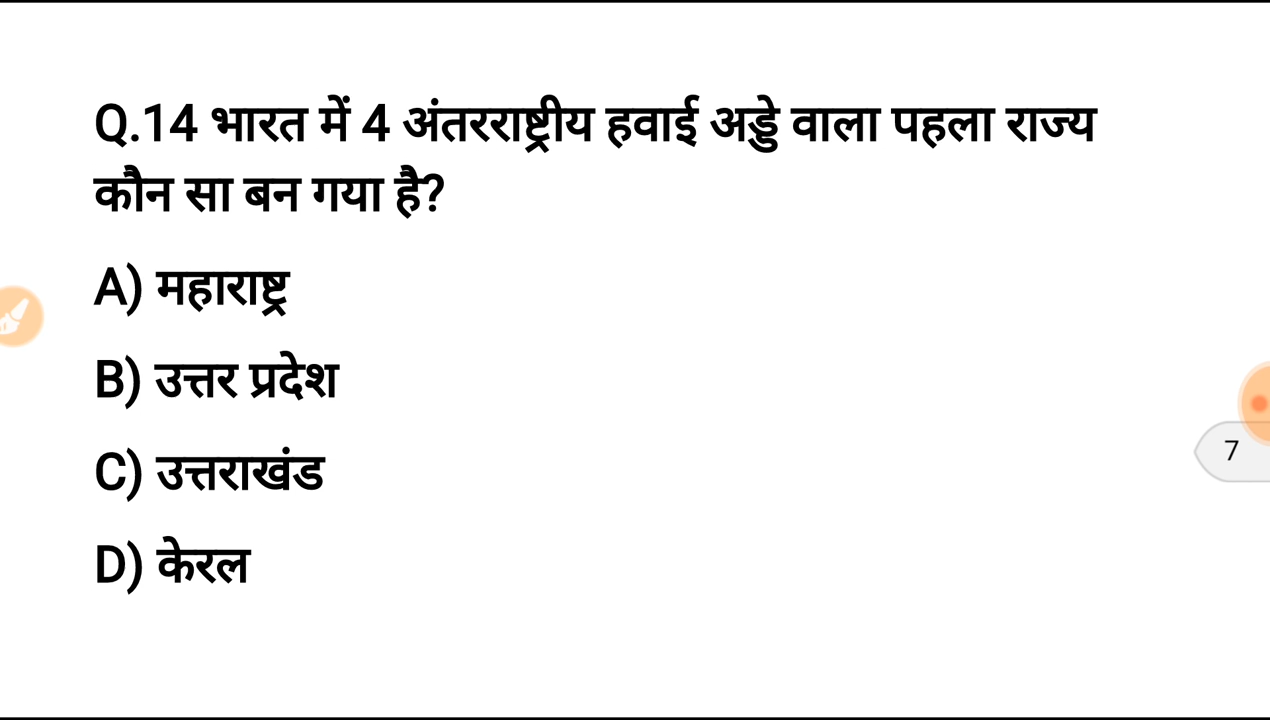 Q.14 भारत में 4 अंतरराष्ट्रीय हवाई अड्डे वाला पहला राज्य
कौन सा बन गया है?
A) महाराष्ट्र
B) उत्तर प्रदेश
C) उत्तराखंड
7
D) केरल